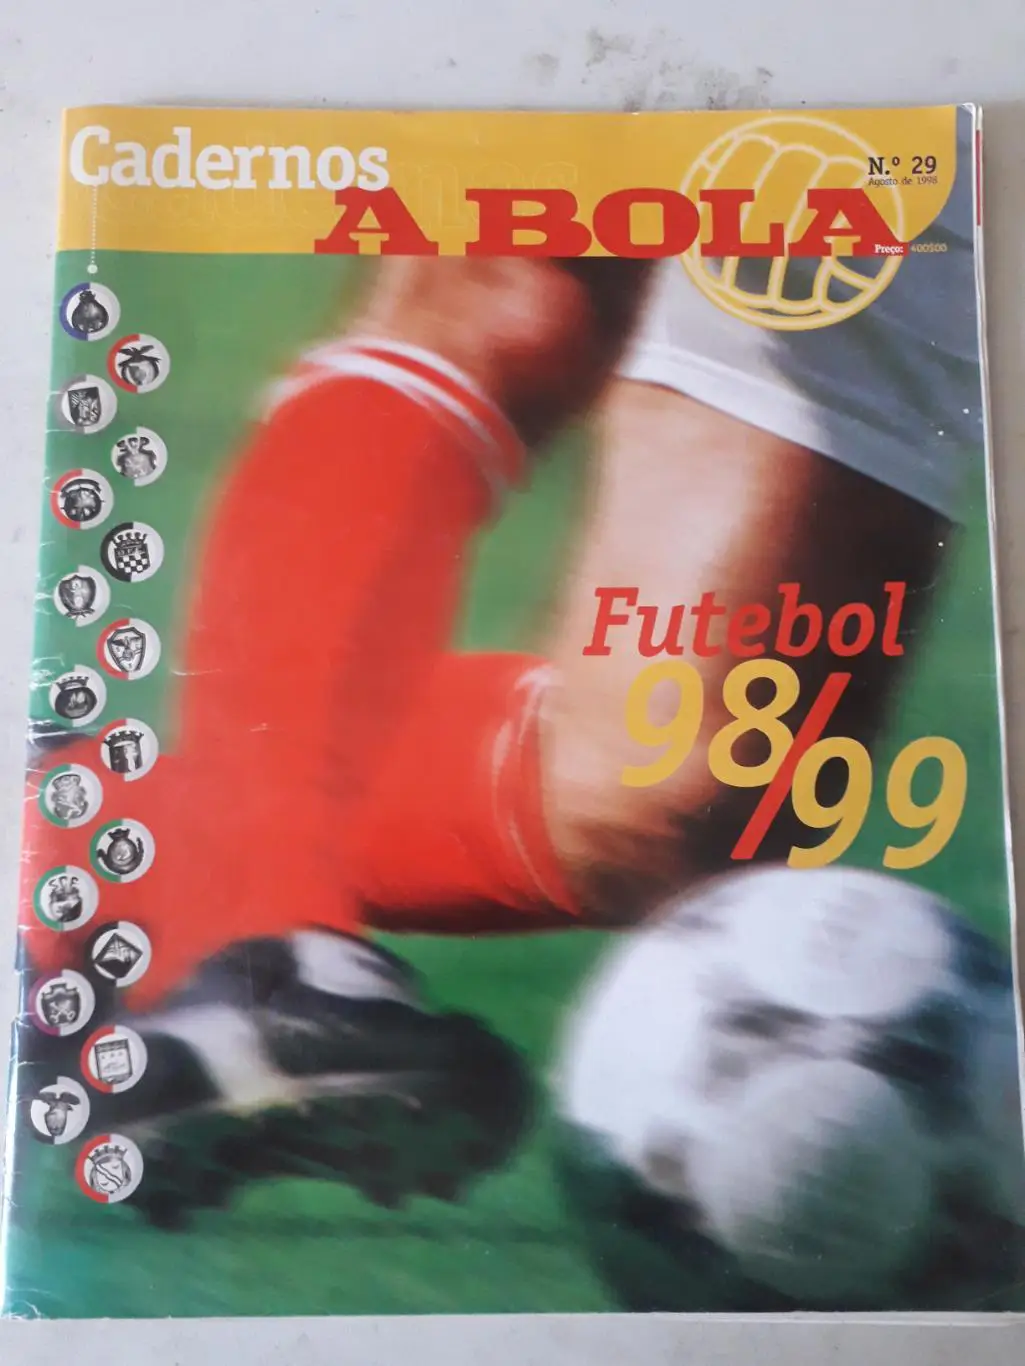 Cadernos
A BOLA
N.º 29
Agosto de 1998
Preço: 400$00
Futebol
98/99